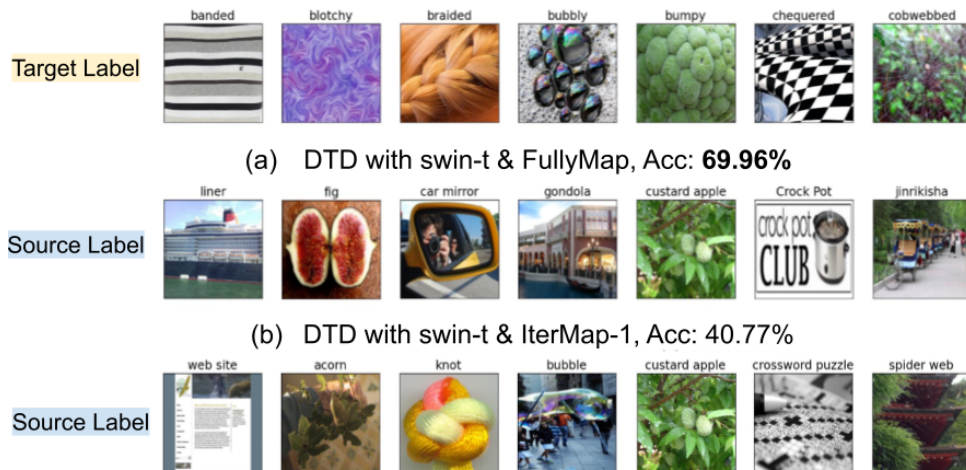 banded blotchy braided bubbly bumpy chequered cobwebbed
Target Label
(a) DTD with swin-t & FullyMap, Acc: 69.96%
liner fig car mirror gondola custard apple Crock Pot jinrikisha
Source Label
crock pot
CLUB
(b) DTD with swin-t & IterMap-1, Acc: 40.77%
web site acorn knot bubble custard apple crossword puzzle spider web
Source Label